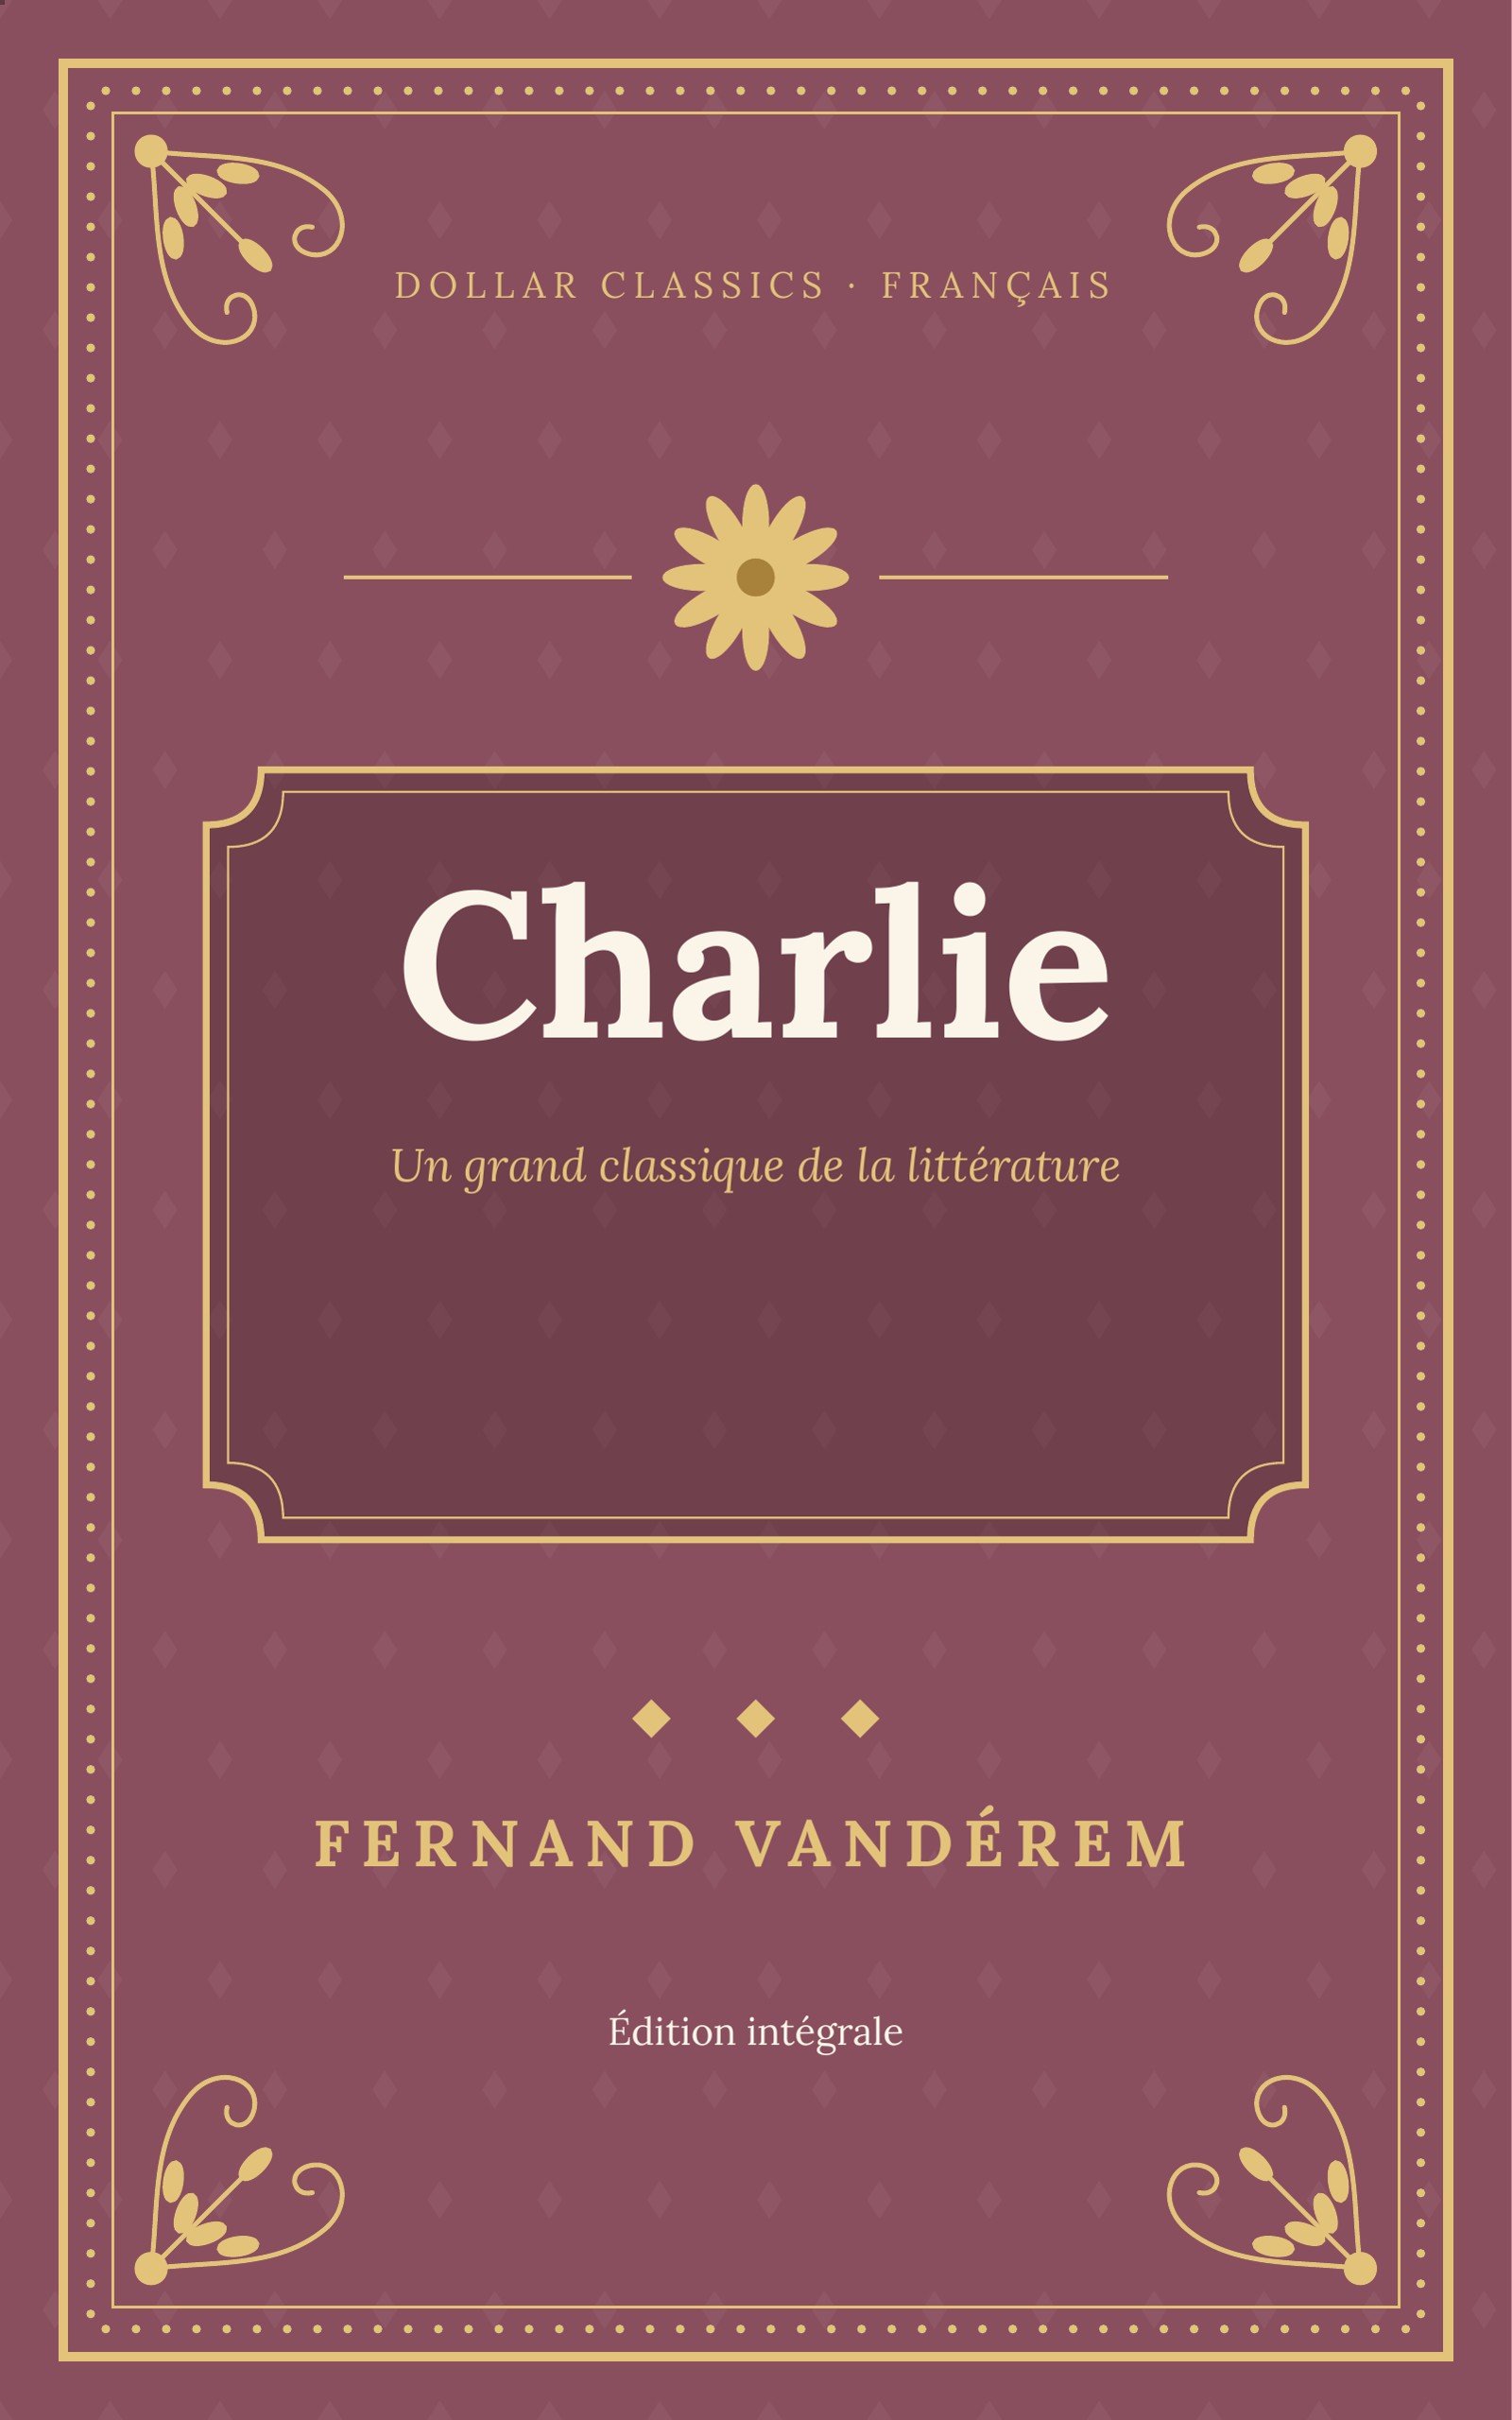 DOLLAR CLASSICS · FRANÇAIS
Charlie
Un grand classique de la littérature
FERNAND VANDÉREM
Édition intégrale